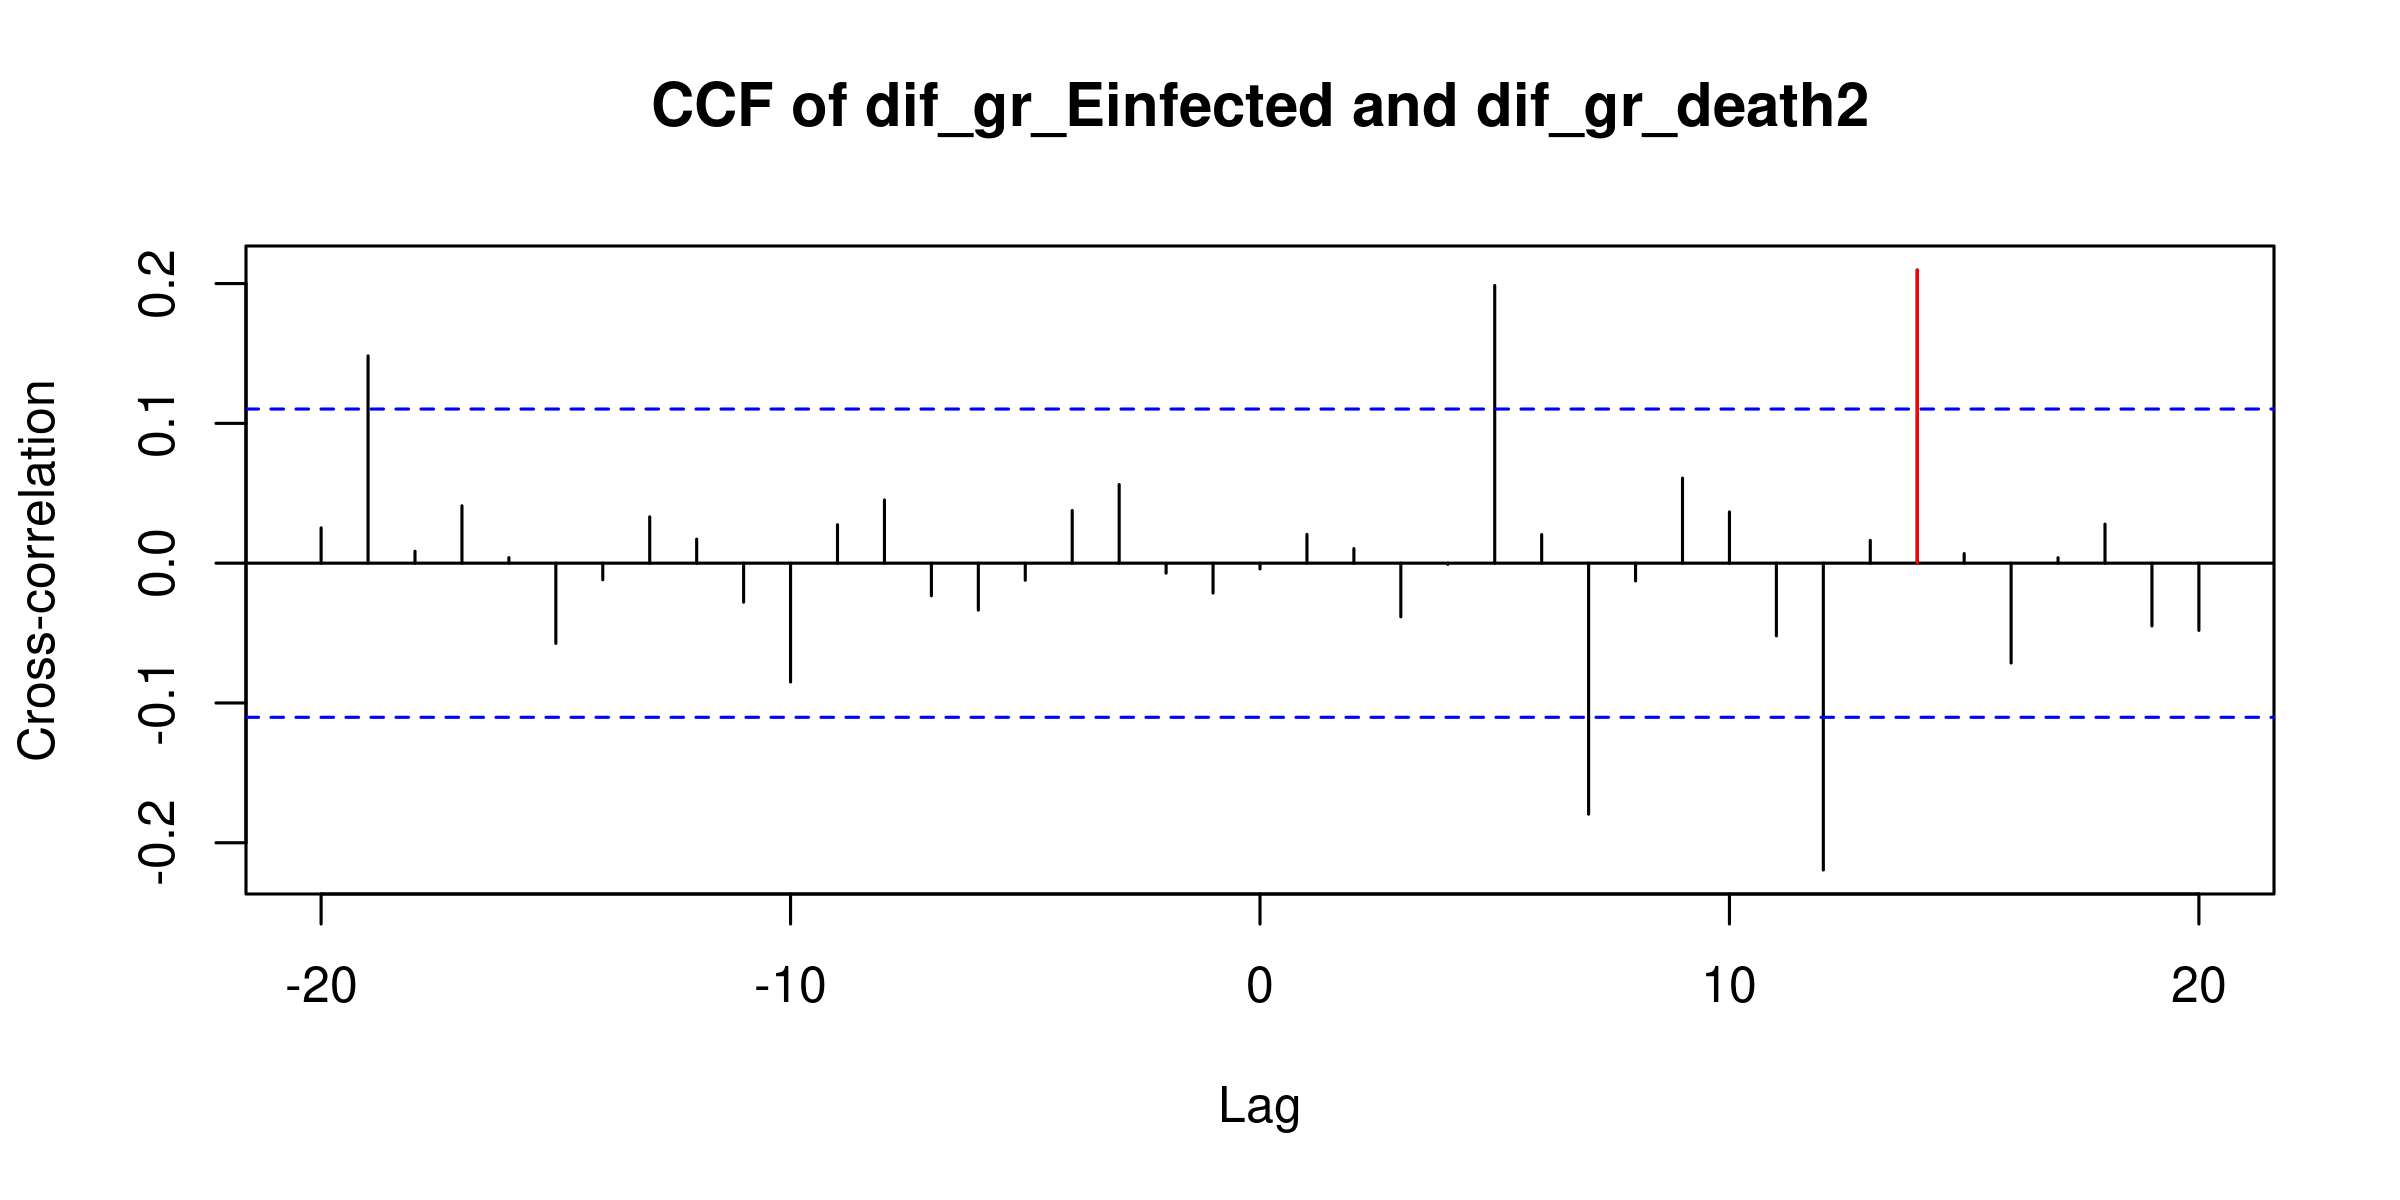 CCF of dif_gr_Einfected and dif_gr_death2
Cross-correlation
0.2
0.1
0.0
-0.1
-0.2
-20 -10 0 10 20
Lag